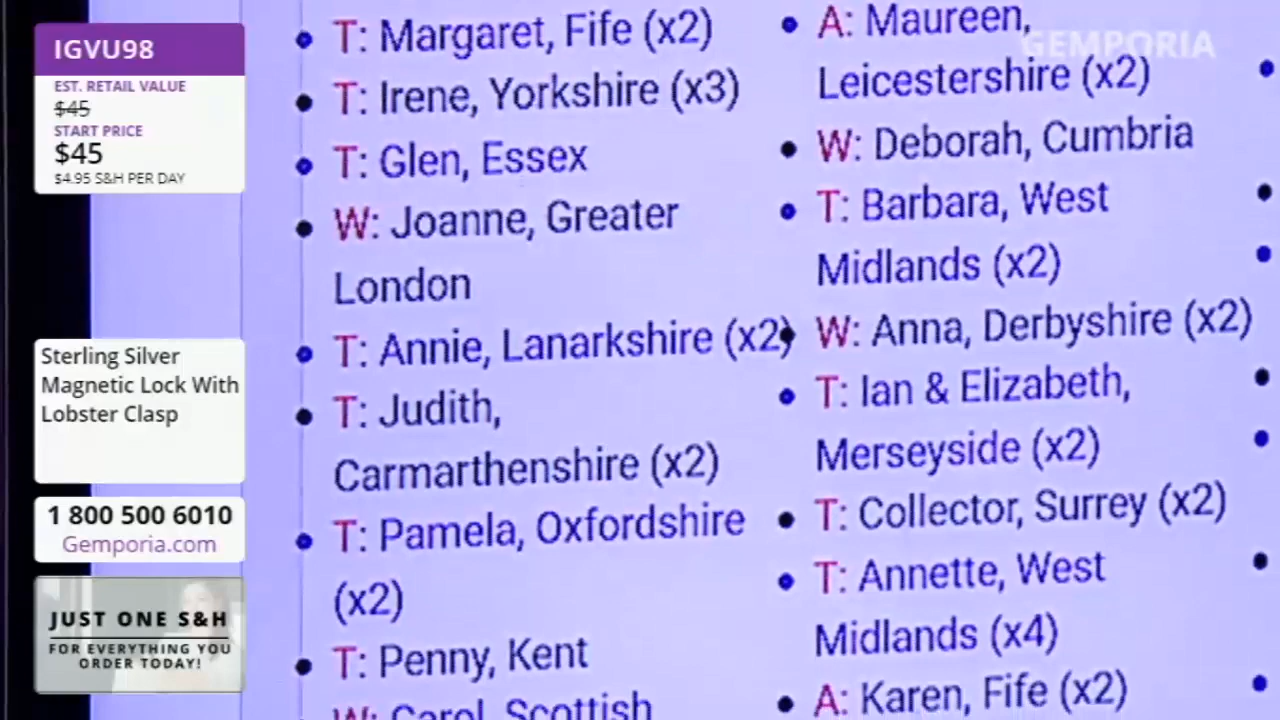 IGVU98
EST. RETAIL VALUE
$45
START PRICE
$45
$4.95 S&H PER DAY
Sterling Silver
Magnetic Lock With
Lobster Clasp
1 800 500 6010
Gemporia.com
JUST ONE S&H
FOR EVERYTHING YOU
ORDER TODAY!
T: Margaret, Fife (x2)
T: Irene, Yorkshire (x3)
T: Glen, Essex
W: Joanne, Greater
London
T: Annie, Lanarkshire (x2)
T: Judith,
Carmarthenshire (x2)
T: Pamela, Oxfordshire
(x2)
T: Penny, Kent
W: Carol, Scottish
GEMPORIA
A: Maureen,
Leicestershire (x2)
W: Deborah, Cumbria
T: Barbara, West
Midlands (x2)
W: Anna, Derbyshire (x2)
T: Ian & Elizabeth,
Merseyside (x2)
T: Collector, Surrey (x2)
T: Annette, West
Midlands (x4)
A: Karen, Fife (x2)